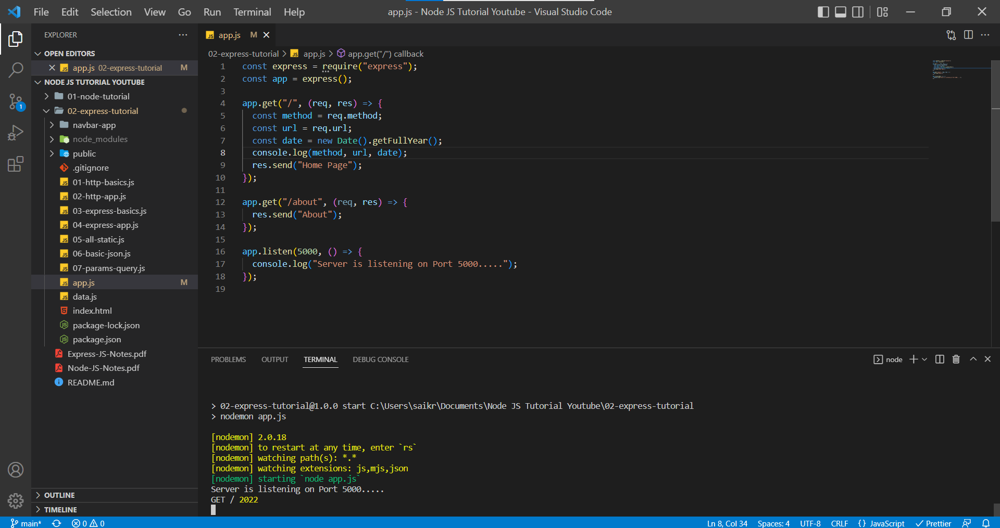 File Edit Selection View Go Run Terminal Help
app.js - Node JS Tutorial Youtube - Visual Studio Code
EXPLORER
OPEN EDITORS
app.js 02-express-tutorial M
NODE JS TUTORIAL YOUTUBE
01-node-tutorial
02-express-tutorial
navbar-app
node_modules
public
.gitignore
01-http-basics.js
02-http-app.js
03-express-basics.js
04-express-app.js
05-all-static.js
06-basic-json.js
07-params-query.js
app.js M
data.js
index.html
package-lock.json
package.json
Express-JS-Notes.pdf
Node-JS-Notes.pdf
README.md
OUTLINE
TIMELINE
1
JS app.js M
02-express-tutorial > JS app.js > app.get("/") callback
1 const express = require("express");
2 const app = express();
3
4 app.get("/", (req, res) => {
5 const method = req.method;
6 const url = req.url;
7 const date = new Date().getFullYear();
8 console.log(method, url, date);
9 res.send("Home Page");
10 });
11
12 app.get("/about", (req, res) => {
13 res.send("About");
14 });
15
16 app.listen(5000, () => {
17 console.log("Server is listening on Port 5000.....");
18 });
19
PROBLEMS OUTPUT TERMINAL DEBUG CONSOLE
node
> 02-express-tutorial@1.0.0 start C:\Users\saikr\Documents\Node JS Tutorial Youtube\02-express-tutorial
> nodemon app.js
[nodemon] 2.0.18
[nodemon] to restart at any time, enter `rs`
[nodemon] watching path(s): *.*
[nodemon] watching extensions: js,mjs,json
[nodemon] starting `node app.js`
Server is listening on Port 5000.....
GET / 2022
main* 0 0
Ln 8, Col 34 Spaces: 4 UTF-8 CRLF {} JavaScript Prettier